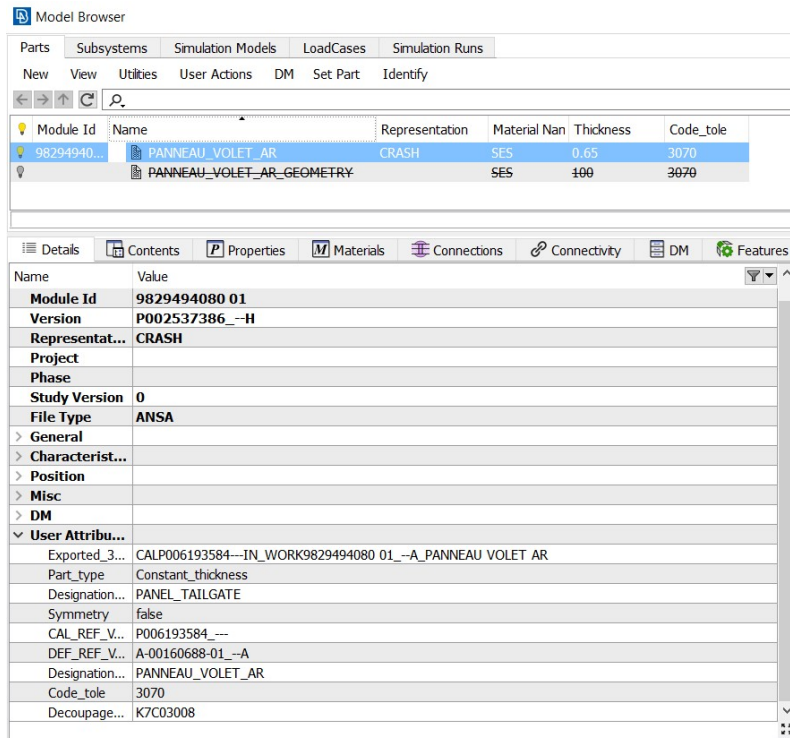 Model Browser
Parts Subsystems Simulation Models LoadCases Simulation Runs
New View Utilities User Actions DM Set Part Identify
Module Id Name Representation Material Nan Thickness Code_tole
98294940... PANNEAU_VOLET_AR CRASH SES 0.65 3070
PANNEAU_VOLET_AR_GEOMETRY SES 100 3070
Details Contents Properties Materials Connections Connectivity DM Features
Name Value
Module Id 9829494080 01
Version P002537386_--H
Representat... CRASH
Project
Phase
Study Version 0
File Type ANSA
General
Characterist...
Position
Misc
DM
User Attribu...
Exported_3... CALP006193584---IN_WORK9829494080 01_--A_PANNEAU VOLET AR
Part_type Constant_thickness
Designation... PANEL_TAILGATE
Symmetry false
CAL_REF_V... P006193584_---
DEF_REF_V... A-00160688-01_--A
Designation... PANNEAU_VOLET_AR
Code_tole 3070
Decoupage... K7C03008